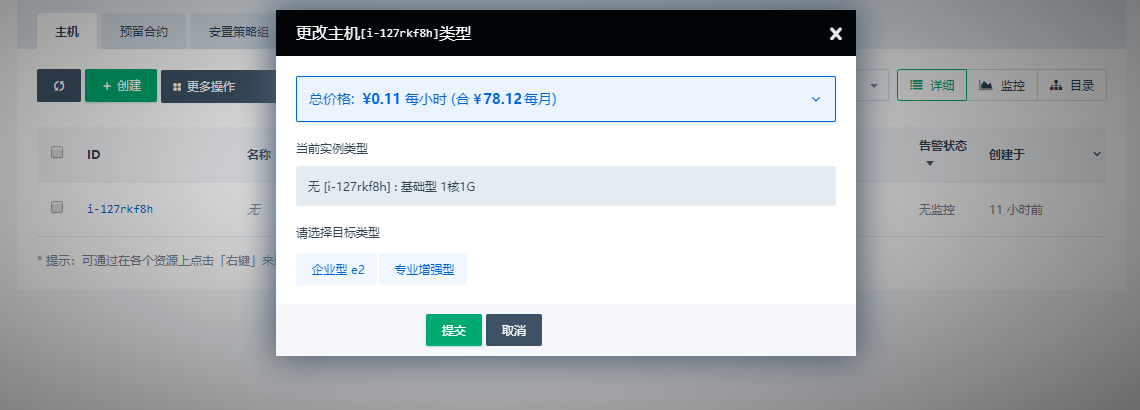 主机
预留合约
安置策略组
更改主机[i-127rkf8h]类型
+ 创建
更多操作
详细
监控
目录
总价格: ¥0.11 每小时 (合 ¥78.12 每月)
ID
名称
告警状态
创建于
当前实例类型
无 [i-127rkf8h] : 基础型 1核1G
i-127rkf8h
无
无监控
11 小时前
请选择目标类型
* 提示: 可通过在各个资源上点击「右键」来
企业型 e2
专业增强型
提交
取消